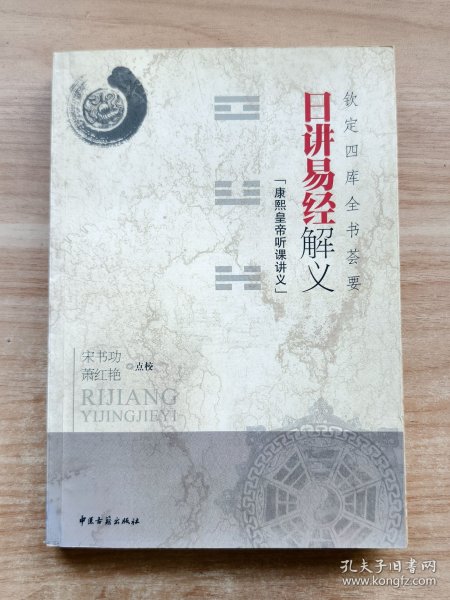 钦定四库全书荟要
日讲易经解义
「康熙皇帝听课讲义」
宋书功
萧红艳
点校
RIJIANG
YIJINGJIEYI
中医古籍出版社
孔夫子旧书网
www.kongfz.com